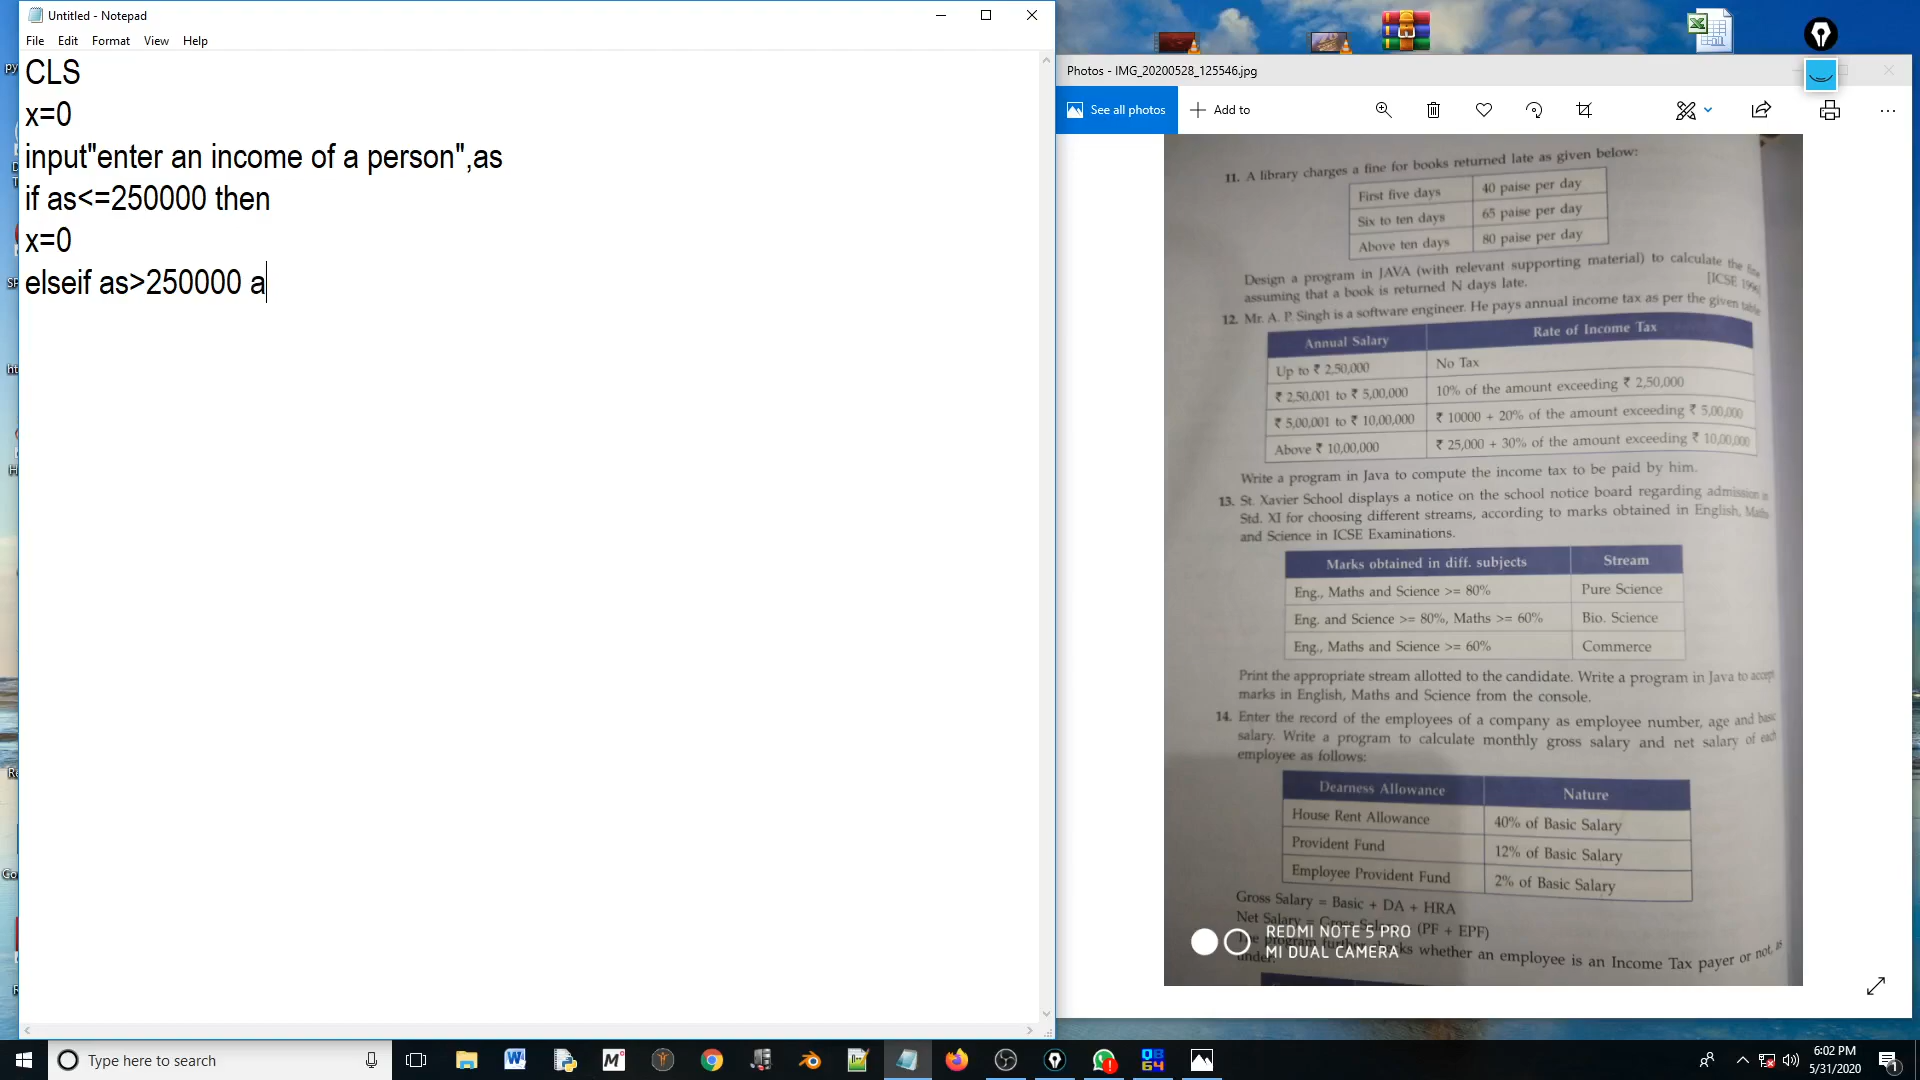 Untitled - Notepad
File Edit Format View Help
CLS
x=0
input"enter an income of a person",as
if as<=250000 then
x=0
elseif as>250000 a
Photos - IMG_20200528_125546.jpg
See all photos
Add to
11. A library charges a fine for books returned late as given below:
First five days 40 paise per day
Six to ten days 65 paise per day
Above ten days 80 paise per day
Design a program in JAVA (with relevant supporting material) to calculate the
assuming that a book is returned N days late. [ICSE
12. Mr. A. P. Singh is a software engineer. He pays annual income tax as per the given table
Annual Salary Rate of Income Tax
Up to ₹ 2,50,000 No Tax
₹ 2,50,001 to ₹ 5,00,000 10% of the amount exceeding ₹ 2,50,000
₹ 5,00,001 to ₹ 10,00,000 ₹ 10000 + 20% of the amount exceeding ₹ 5,00,000
Above ₹ 10,00,000 ₹ 25,000 + 30% of the amount exceeding ₹ 10,00,000
Write a program in Java to compute the income tax to be paid by him.
13. St. Xavier School displays a notice on the school notice board regarding admission in
Std. XI for choosing different streams, according to marks obtained in English, Maths
and Science in ICSE Examinations.
Marks obtained in diff. subjects Stream
Eng., Maths and Science >= 80% Pure Science
Eng. and Science >= 80%, Maths >= 60% Bio. Science
Eng., Maths and Science >= 60% Commerce
Print the appropriate stream allotted to the candidate. Write a program in Java to accept
marks in English, Maths and Science from the console.
14. Enter the record of the employees of a company as employee number, age and basic
salary. Write a program to calculate monthly gross salary and net salary of each
employee as follows:
Dearness Allowance Nature
House Rent Allowance 40% of Basic Salary
Provident Fund 12% of Basic Salary
Employee Provident Fund 2% of Basic Salary
Gross Salary = Basic + DA + HRA
Net Salary = Gross (PF + EPF)
REDMI NOTE 5 PRO
MI DUAL CAMERA
whether an employee is an Income Tax payer or not, as
under:
Type here to search
6:02 PM
5/31/2020